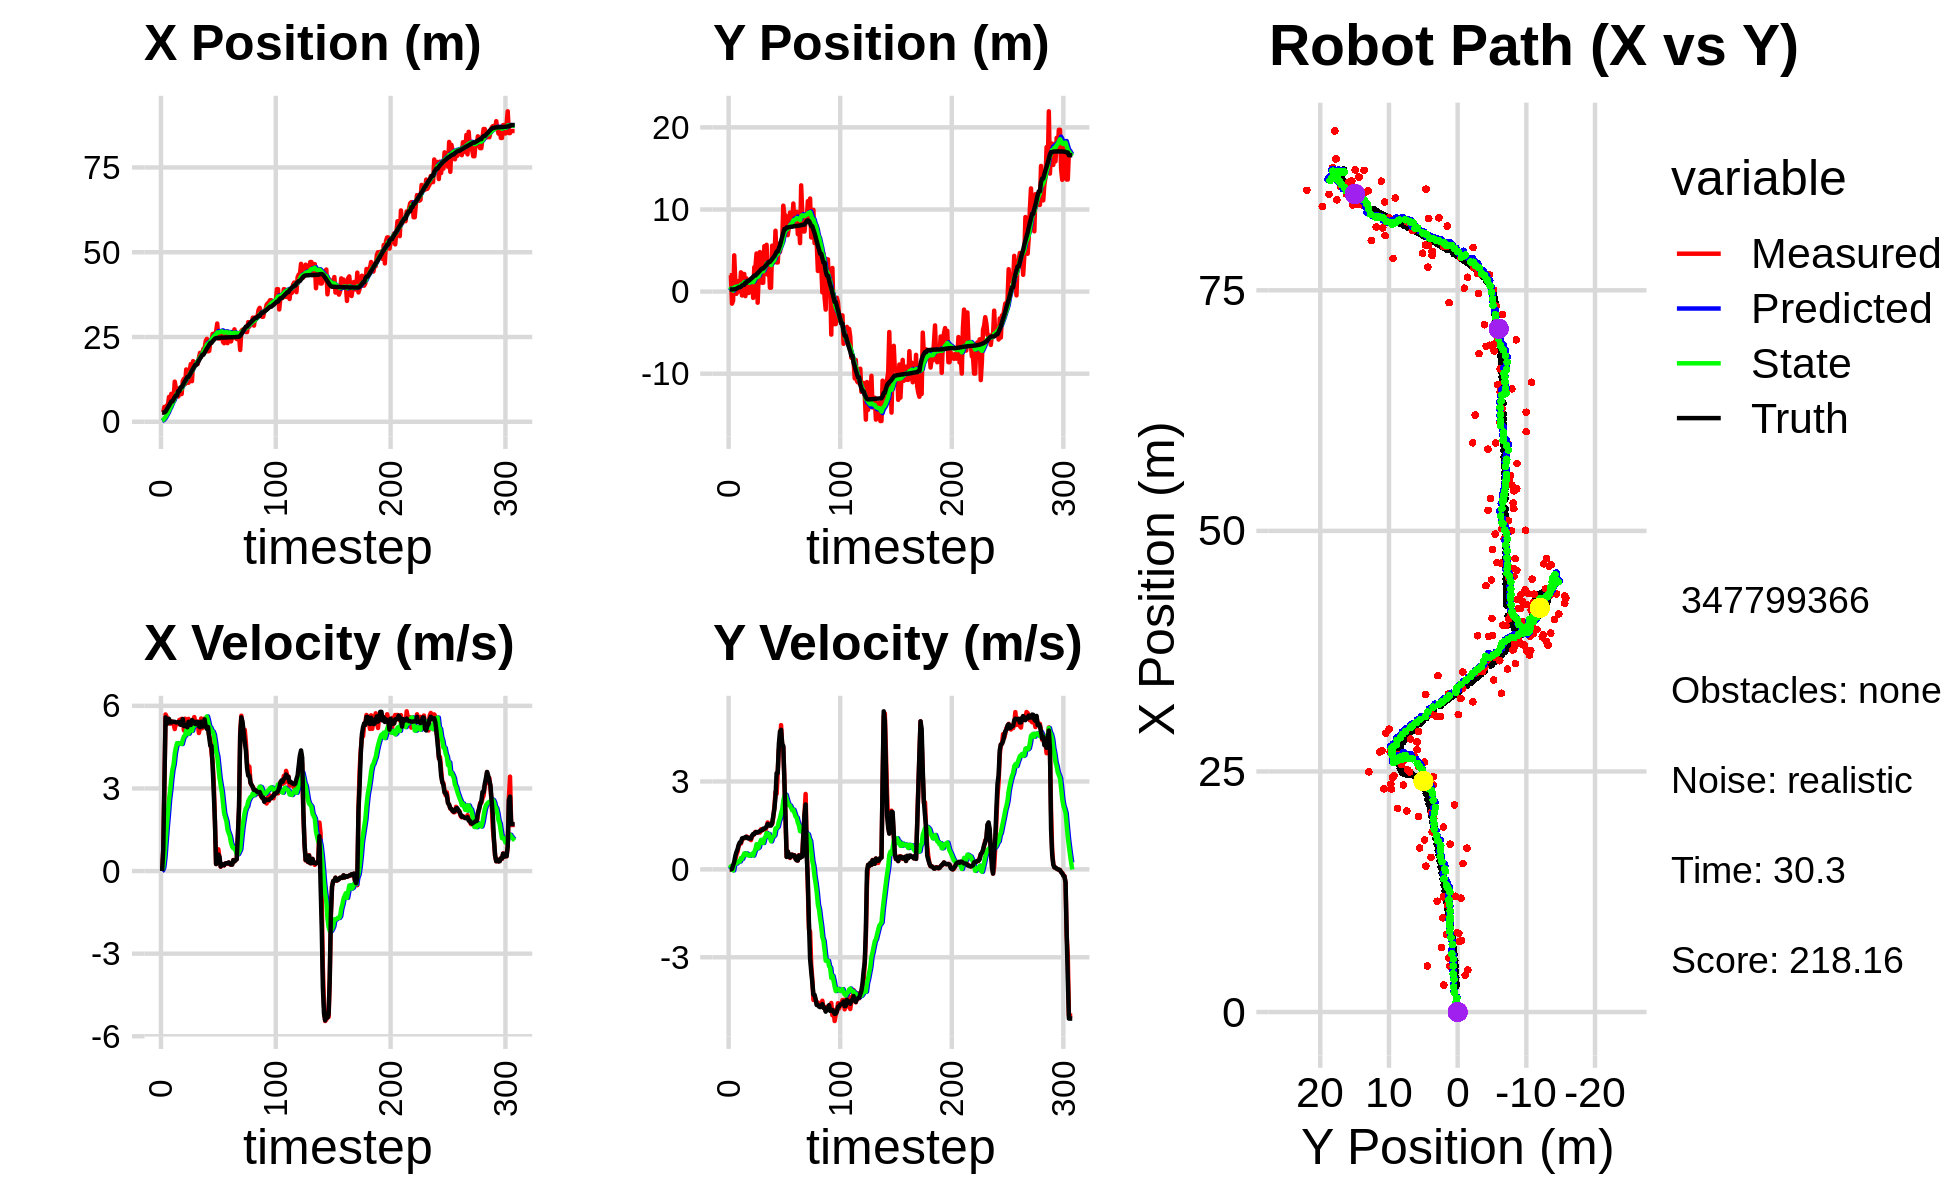 X Position (m)
75
50
25
0
0
100
200
300
timestep
Y Position (m)
20
10
0
-10
0
100
200
300
timestep
X Velocity (m/s)
6
3
0
-3
-6
0
100
200
300
timestep
Y Velocity (m/s)
3
0
-3
0
100
200
300
timestep
Robot Path (X vs Y)
X Position (m)
75
50
25
0
20 10 0 -10 -20
Y Position (m)
variable
Measured
Predicted
State
Truth
347799366
Obstacles: none
Noise: realistic
Time: 30.3
Score: 218.16